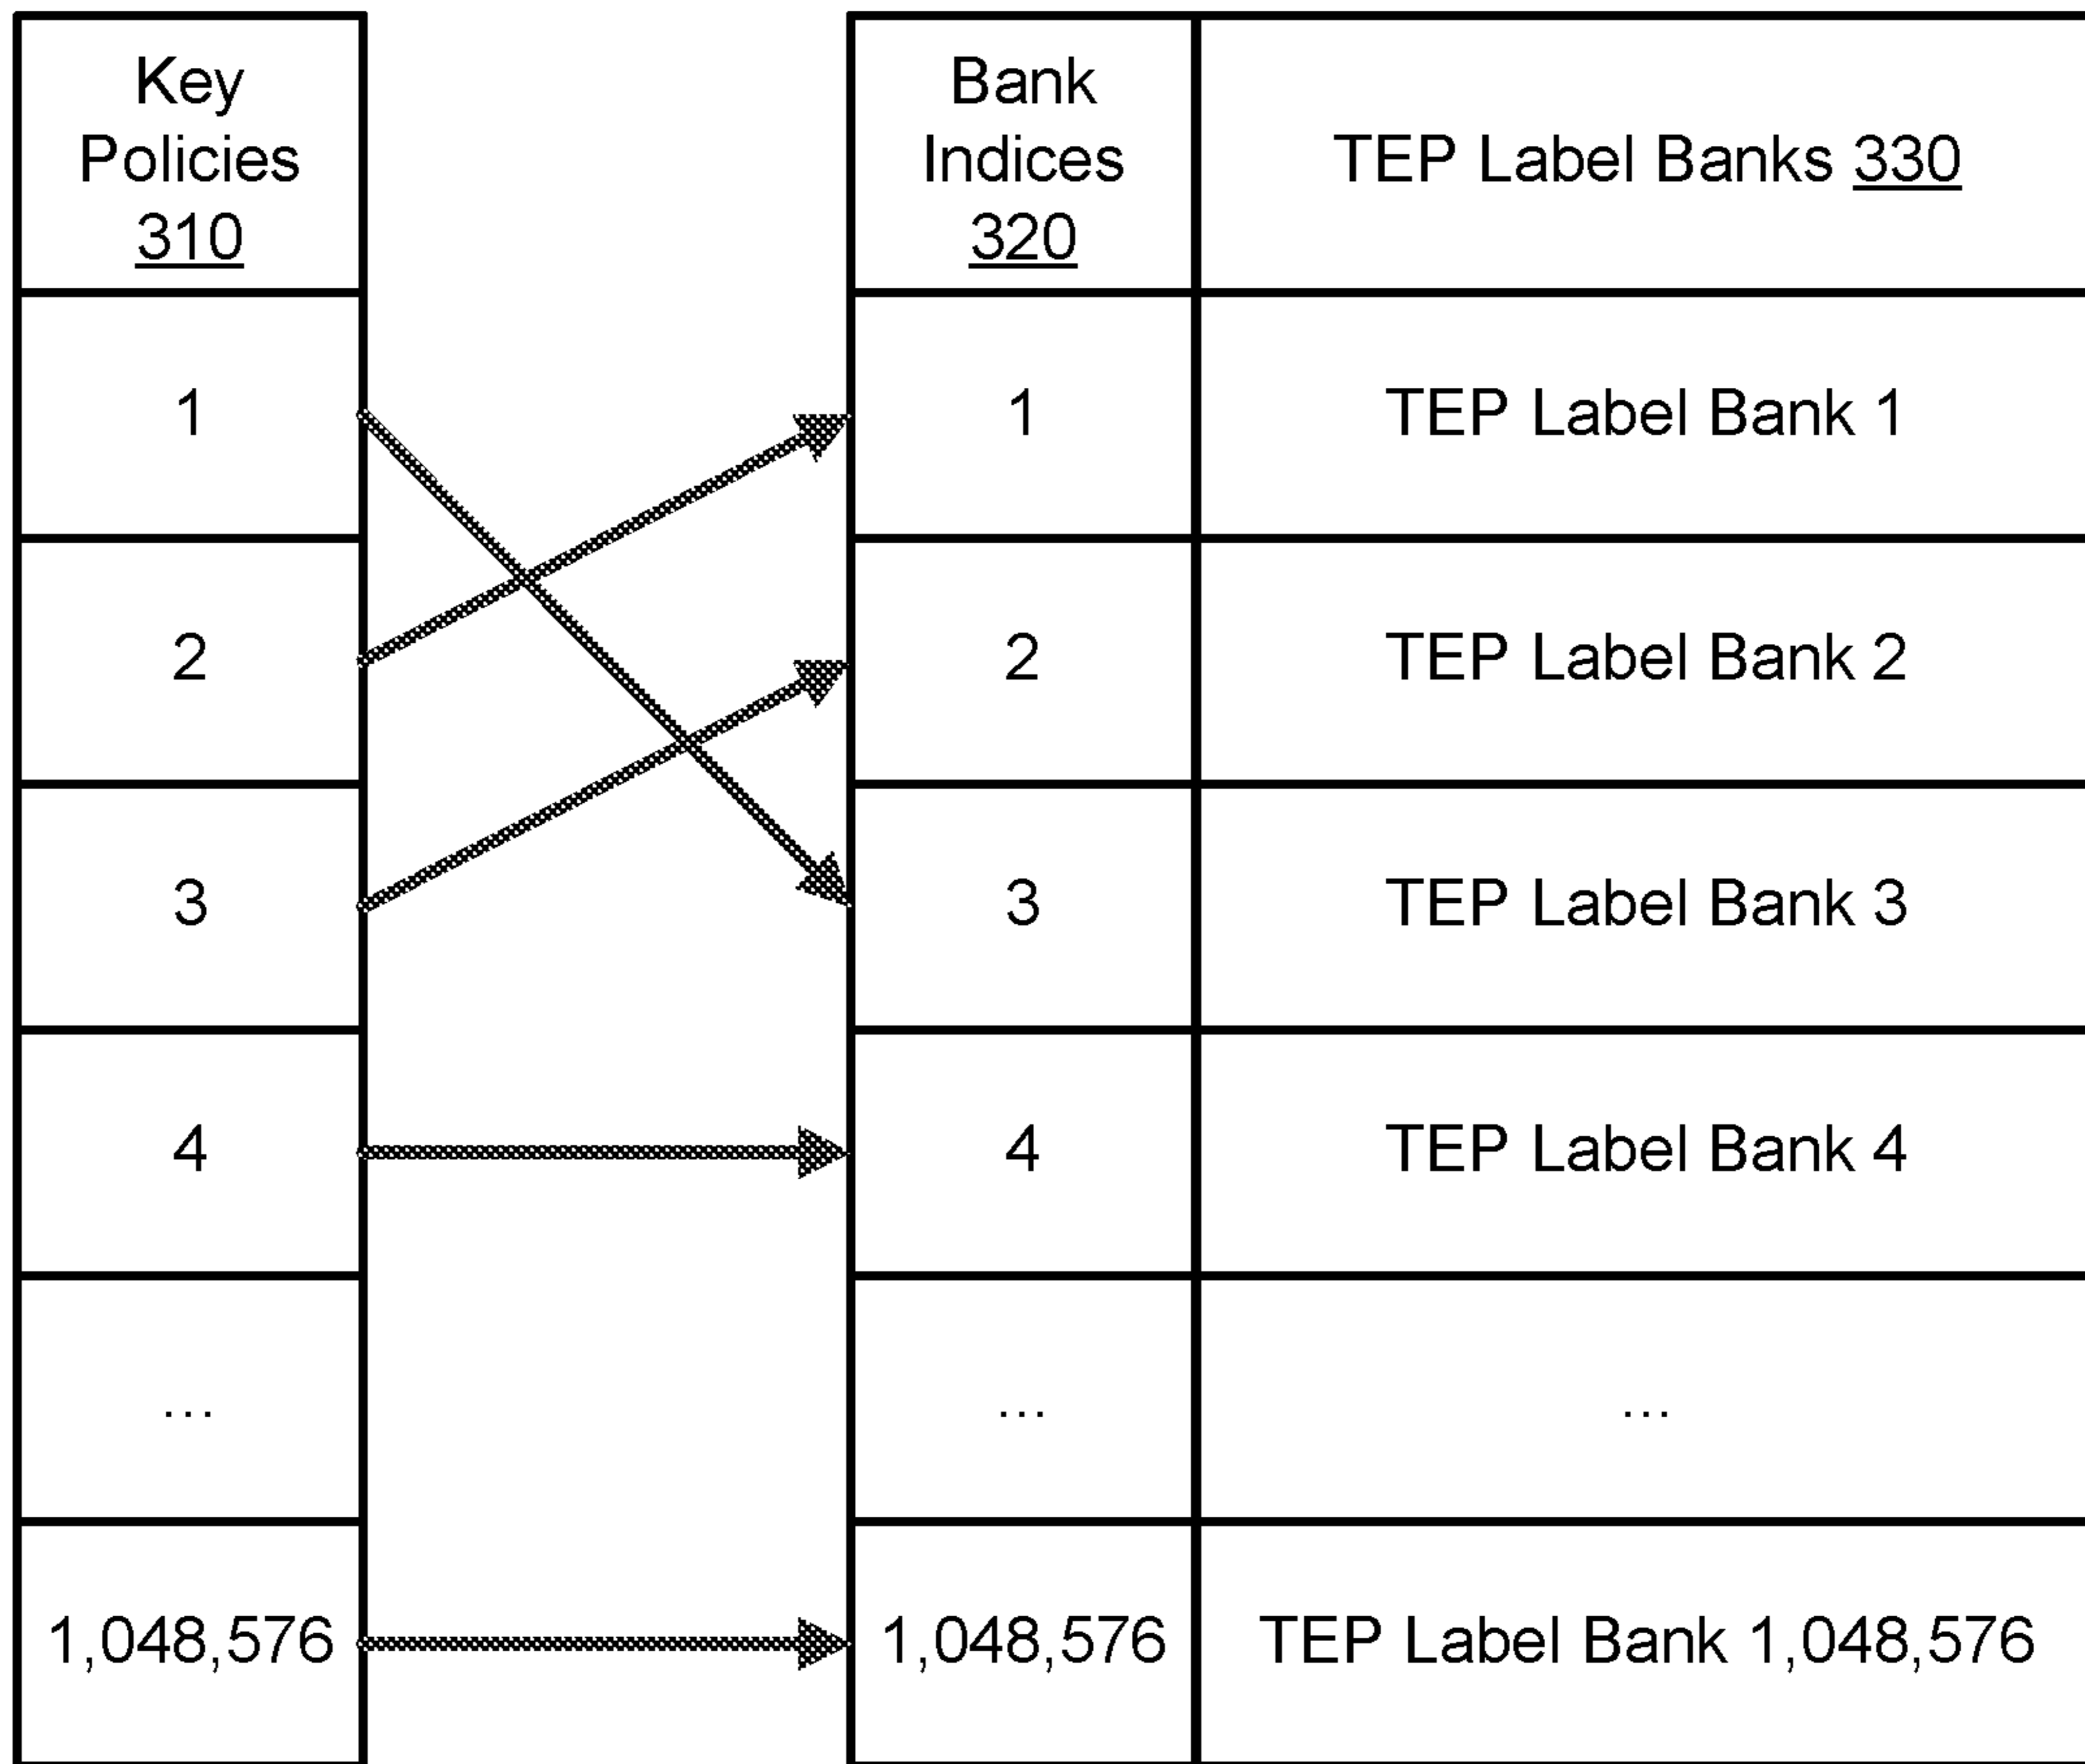 Key
Policies
310
Bank
Indices
320
TEP Label Banks 330
1
1
TEP Label Bank 1
2
2
TEP Label Bank 2
3
3
TEP Label Bank 3
4
4
TEP Label Bank 4
...
...
...
1,048,576
1,048,576
TEP Label Bank 1,048,576